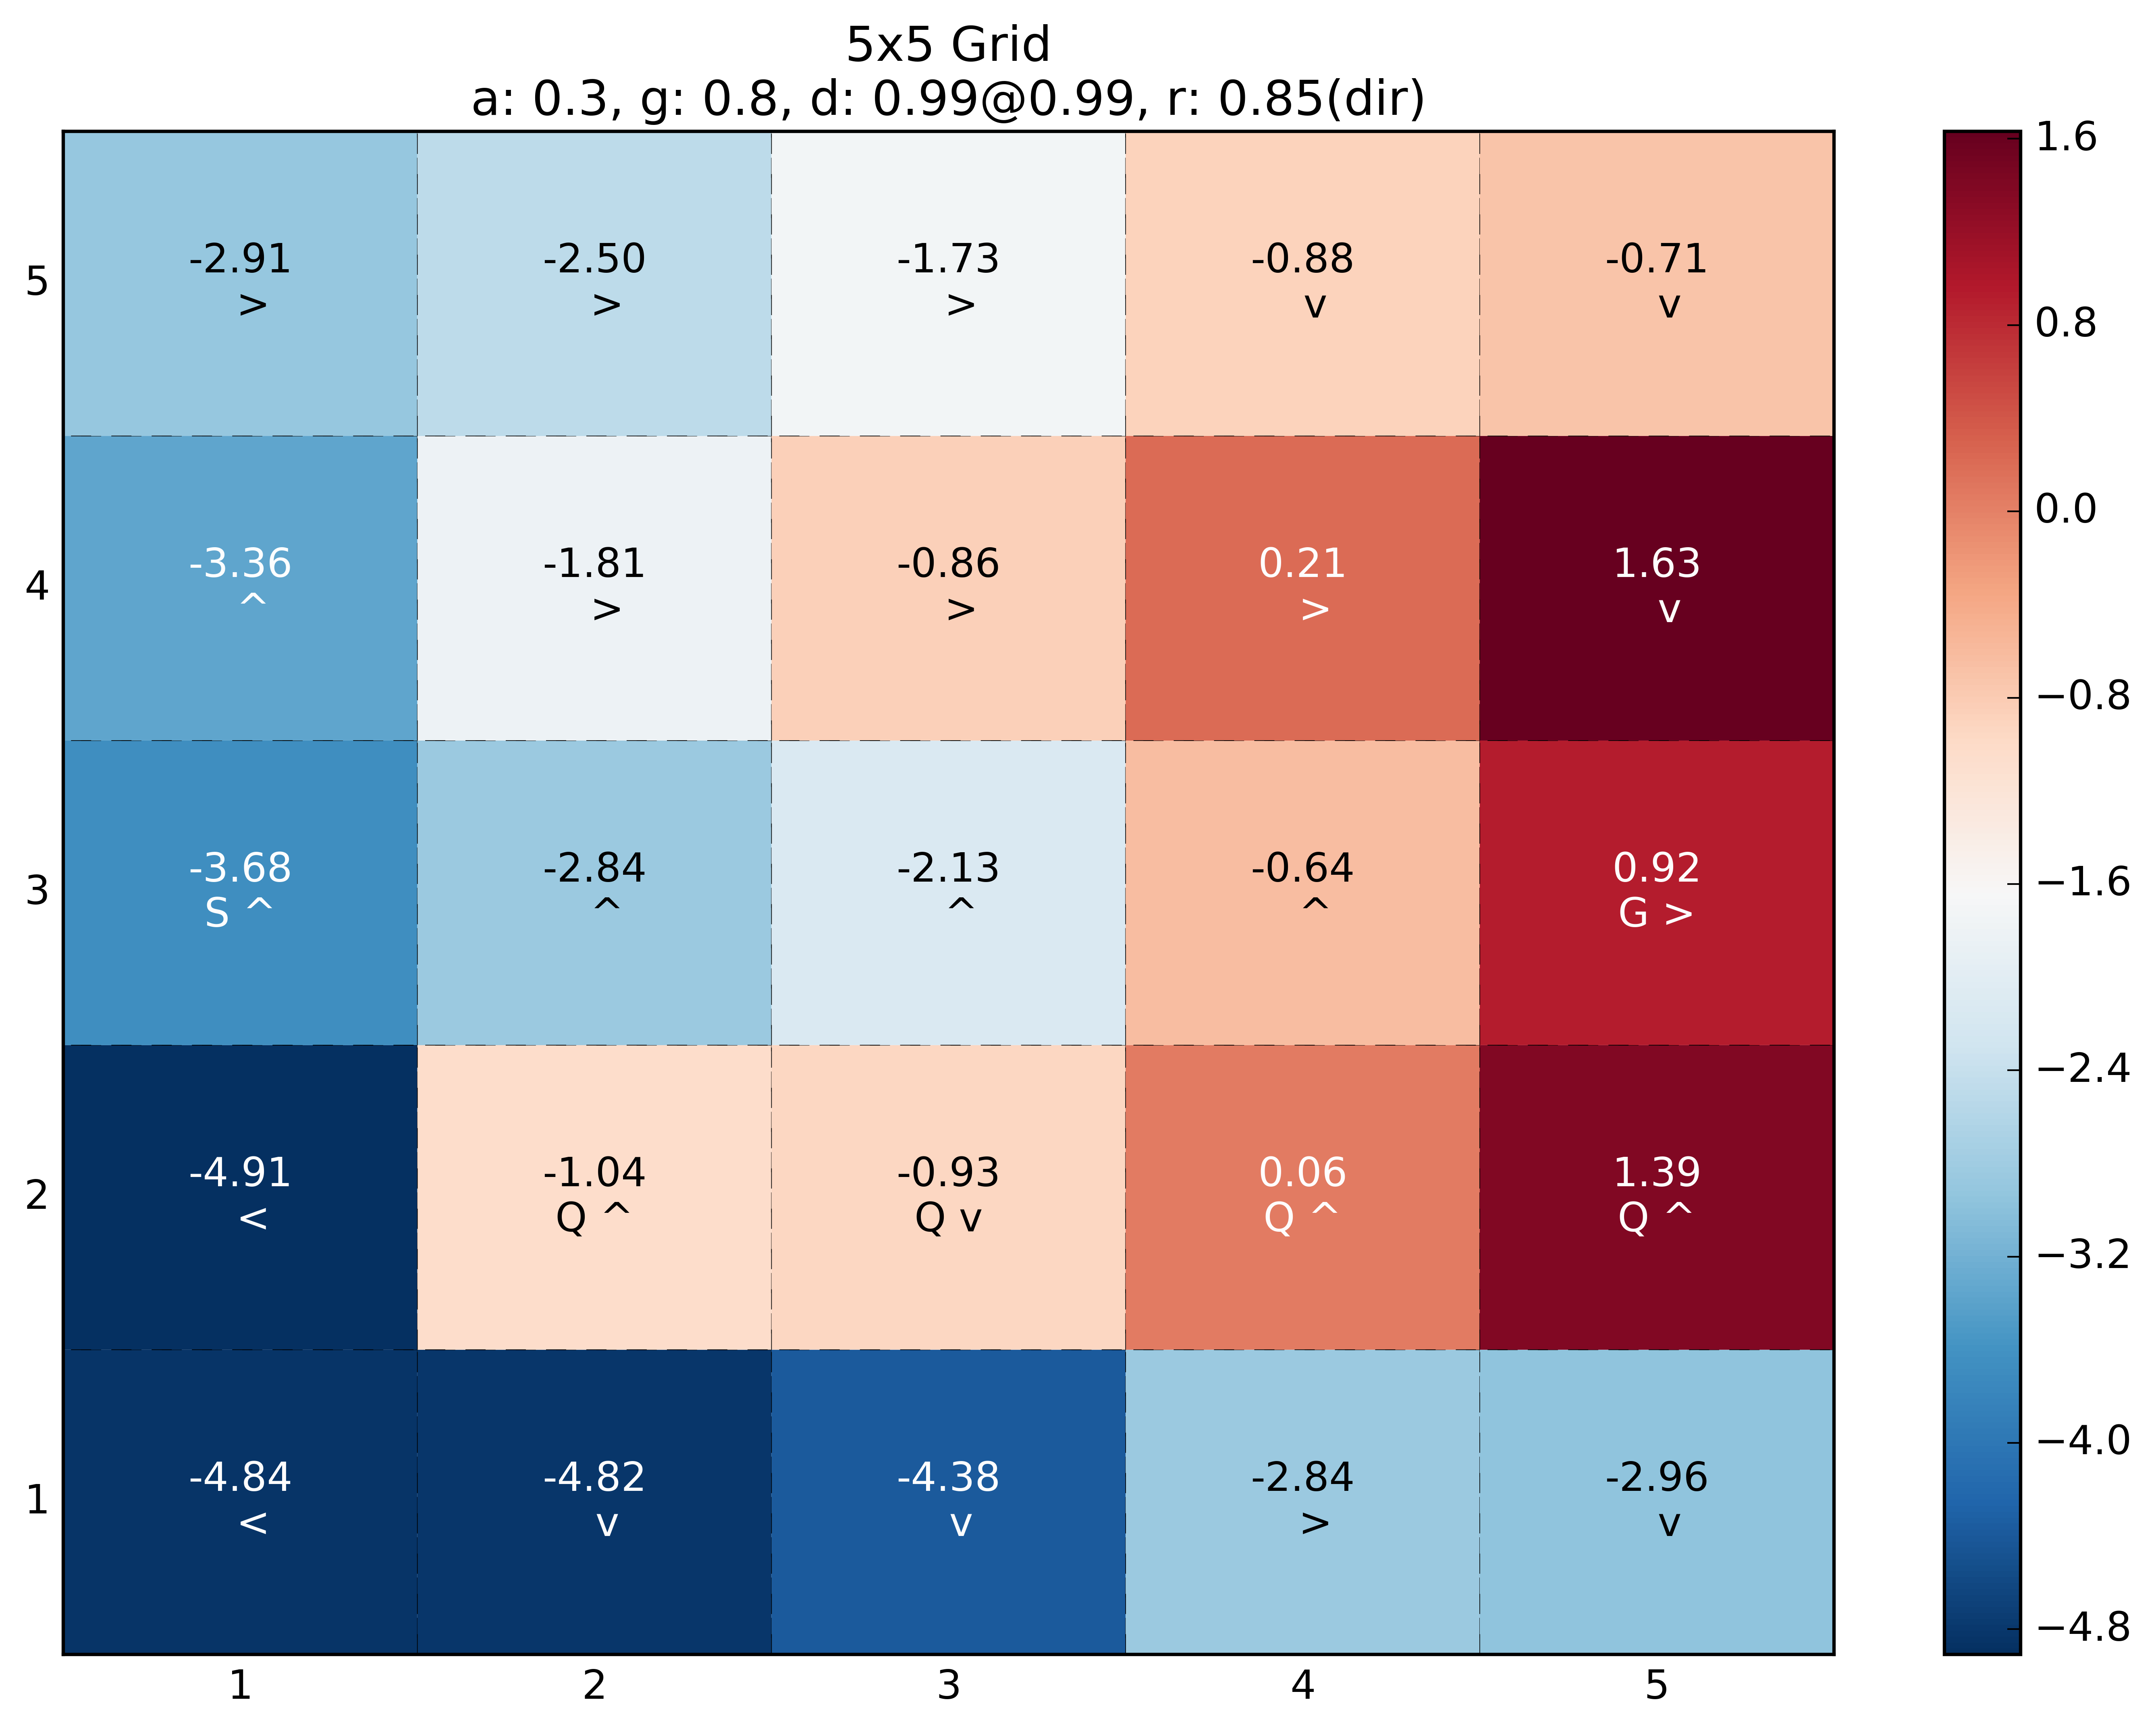 5x5 Grid
a: 0.3, g: 0.8, d: 0.99@0.99, r: 0.85(dir)
5 -2.91 -2.50 -1.73 -0.88 -0.71
> > > v v
4 -3.36 -1.81 -0.86 0.21 1.63
^ > > > v
3 -3.68 -2.84 -2.13 -0.64 0.92
S ^ ^ ^ ^ G >
2 -4.91 -1.04 -0.93 0.06 1.39
< Q ^ Q v Q ^ Q ^
1 -4.84 -4.82 -4.38 -2.84 -2.96
< v v > v
1 2 3 4 5
1.6
0.8
0.0
−0.8
−1.6
−2.4
−3.2
−4.0
−4.8